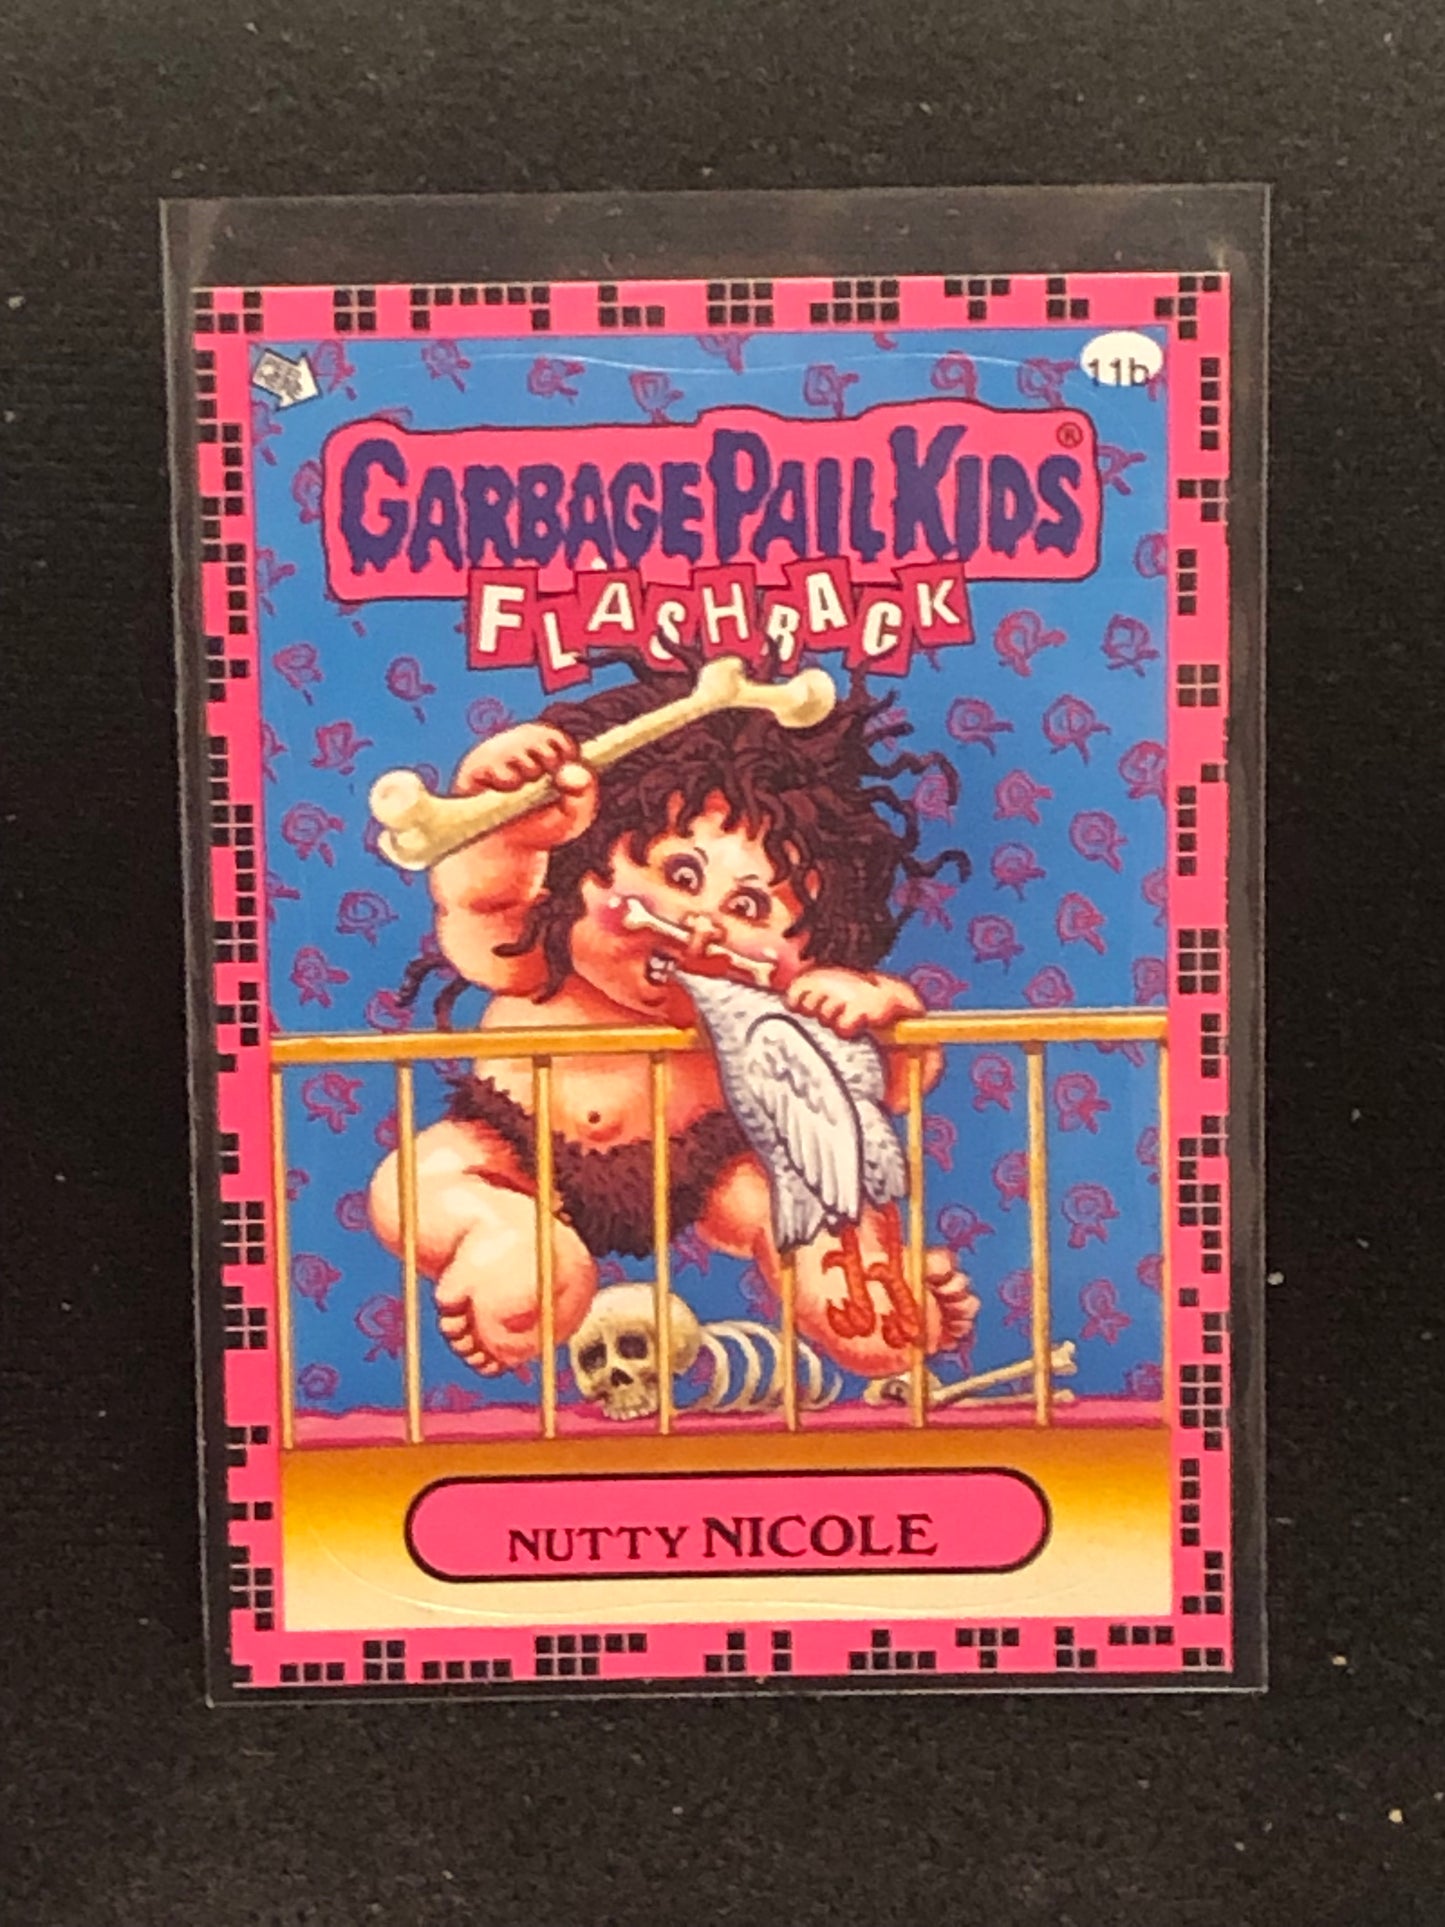 11b
GARBAGE PAIL KIDS®
FLASHBACK
NUTTY NICOLE